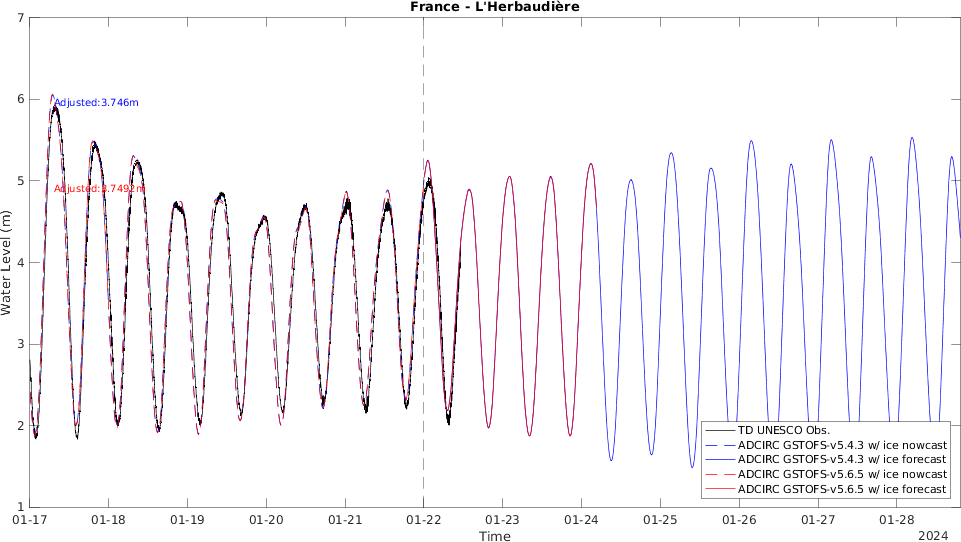 France - L'Herbaudière
7
6
5
4
3
2
1
Water Level (m)
Adjusted:3.746m
Adjusted:3.7492m
TD UNESCO Obs.
ADCIRC GSTOFS-v5.4.3 w/ ice nowcast
ADCIRC GSTOFS-v5.4.3 w/ ice forecast
ADCIRC GSTOFS-v5.6.5 w/ ice nowcast
ADCIRC GSTOFS-v5.6.5 w/ ice forecast
01-17 01-18 01-19 01-20 01-21 01-22 01-23 01-24 01-25 01-26 01-27 01-28
Time
2024